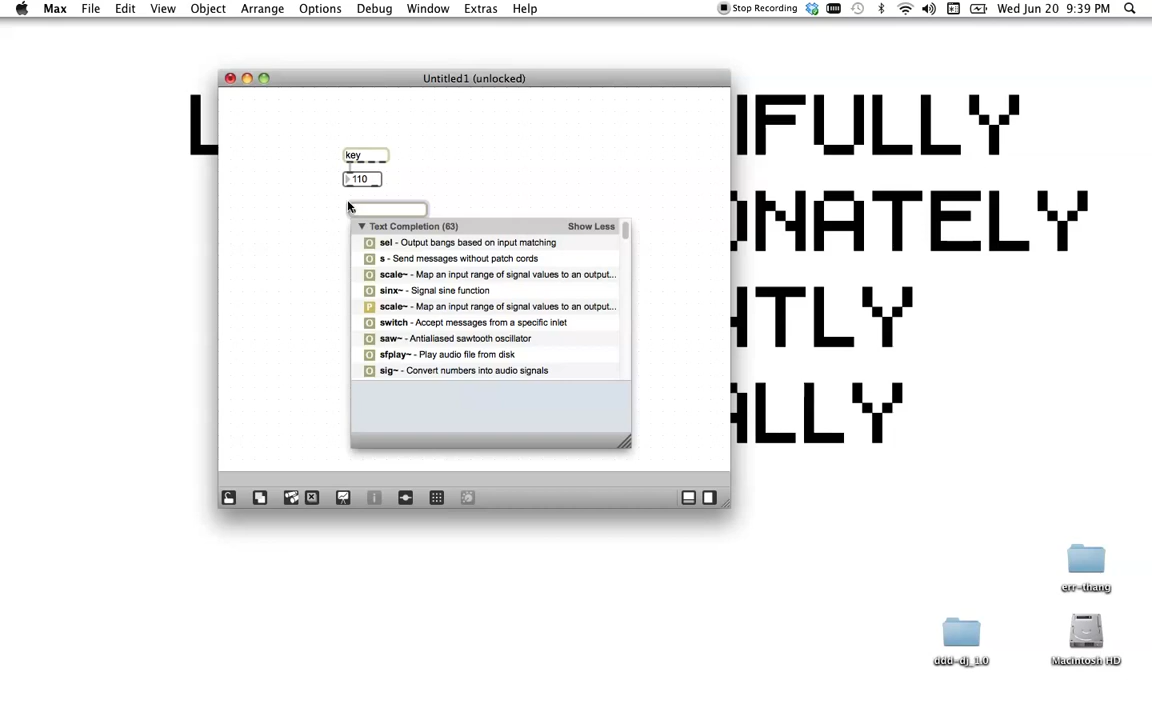 Max File Edit View Object Arrange Options Debug Window Extras Help Stop Recording Wed Jun 20 9:39 PM
Untitled1 (unlocked)
key
110
Text Completion (63) Show Less
O sel - Output bangs based on input matching
O s - Send messages without patch cords
O scale~ - Map an input range of signal values to an output...
O sinx~ - Signal sine function
P scale~ - Map an input range of signal values to an output...
O switch - Accept messages from a specific inlet
O saw~ - Antialiased sawtooth oscillator
O sfplay~ - Play audio file from disk
O sig~ - Convert numbers into audio signals
err-thang
ddd-dj_1.0
Macintosh HD